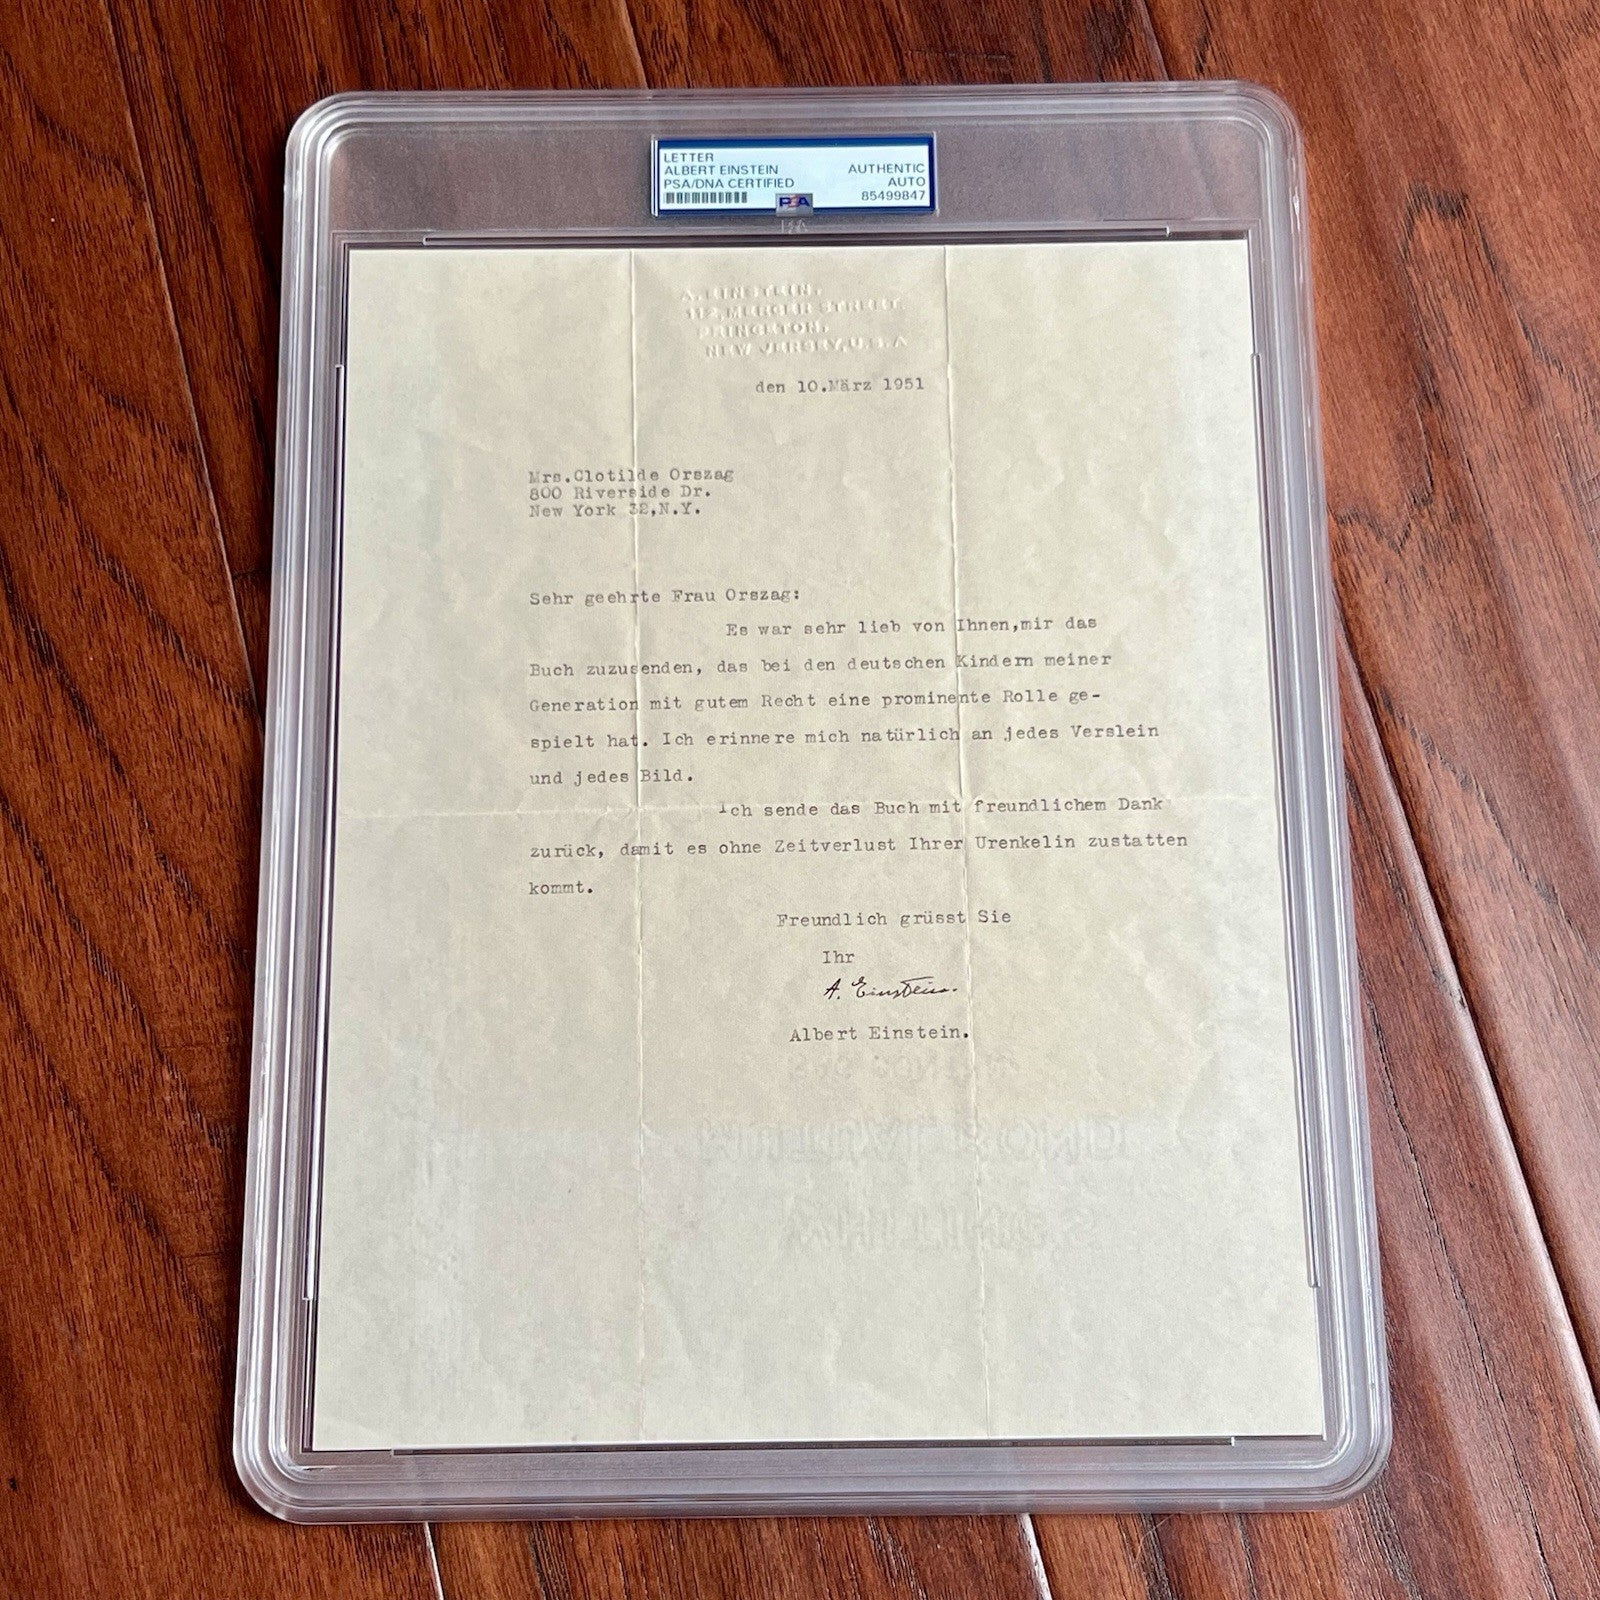 LETTER
ALBERT EINSTEIN AUTHENTIC
PSA/DNA CERTIFIED AUTO
PSA 85499847
A. EINSTEIN,
112, MERCER STREET.
PRINCETON,
NEW JERSEY, U.S.A
den 10.März 1951
Mrs.Clotilde Orszag
800 Riverside Dr.
New York 32,N.Y.
Sehr geehrte Frau Orszag:
Es war sehr lieb von Ihnen,mir das
Buch zuzusenden, das bei den deutschen Kindern meiner
Generation mit gutem Recht eine prominente Rolle ge-
spielt hat. Ich erinnere mich natürlich an jedes Verslein
und jedes Bild.
Ich sende das Buch mit freundlichem Dank
zurück, damit es ohne Zeitverlust Ihrer Urenkelin zustatten
kommt.
Freundlich grüsst Sie
Ihr
A. Einstein.
Albert Einstein.